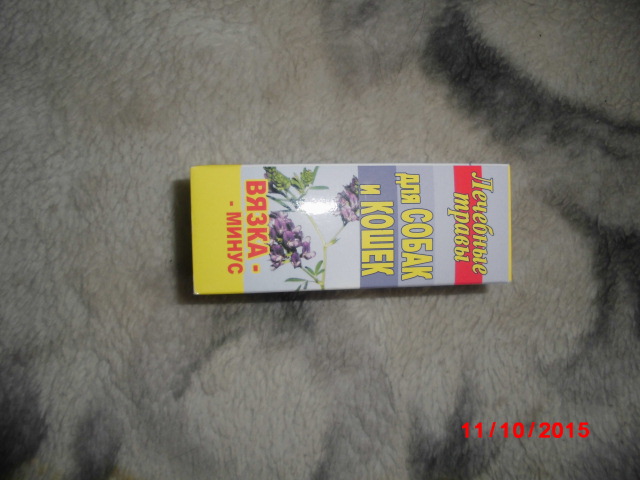 Лечебные
травы
для СОБАК
и КОШЕК
ВЯЗКА -
- МИНУС
11/10/2015